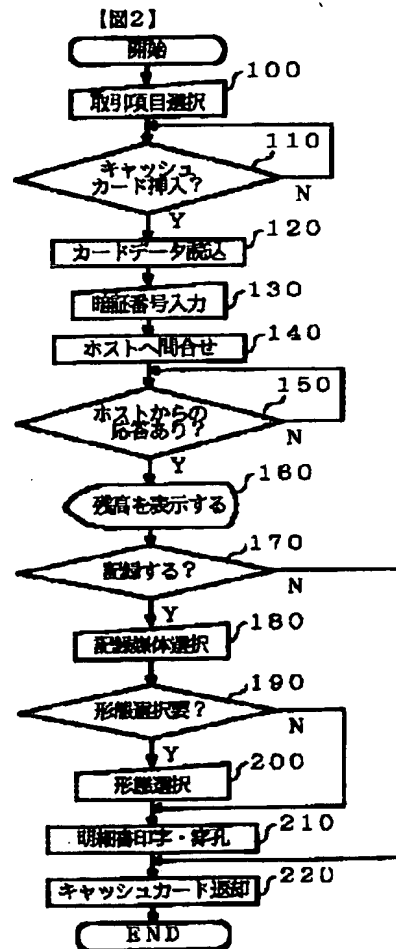 【図2】
開始
取引項目選択
100
110
キャッシュ
カード挿入?
N
Y
120
カードデータ読込
130
暗証番号入力
140
ホストへ問合せ
150
ホストからの
応答あり?
N
Y
160
残高を表示する
170
記録する?
N
Y
180
記録媒体選択
190
形態選択要?
N
Y
200
形態選択
明細書印字・穿孔
210
キャッシュカード返却
220
END